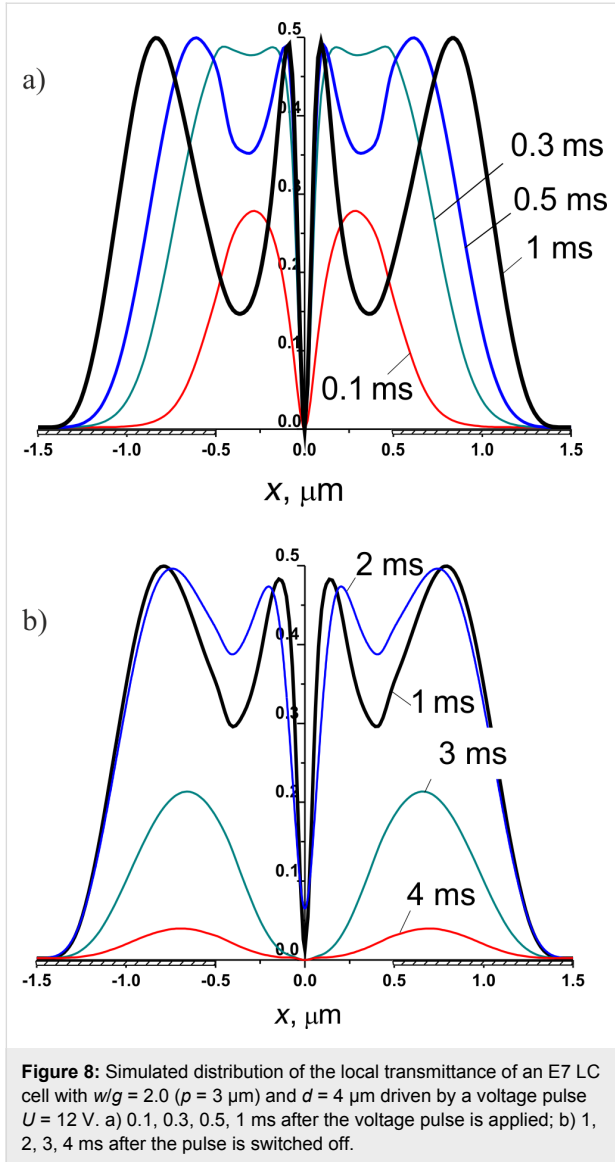 a)
0.5
0.4
0.3
0.2
0.1
0.0
0.3 ms
0.5 ms
1 ms
0.1 ms
-1.5 -1.0 -0.5 0.0 0.5 1.0 1.5
x, μm
b)
0.5
0.4
0.3
0.2
0.1
0.0
2 ms
1 ms
3 ms
4 ms
-1.5 -1.0 -0.5 0.0 0.5 1.0 1.5
x, μm
Figure 8: Simulated distribution of the local transmittance of an E7 LC
cell with w/g = 2.0 (p = 3 μm) and d = 4 μm driven by a voltage pulse
U = 12 V. a) 0.1, 0.3, 0.5, 1 ms after the voltage pulse is applied; b) 1,
2, 3, 4 ms after the pulse is switched off.